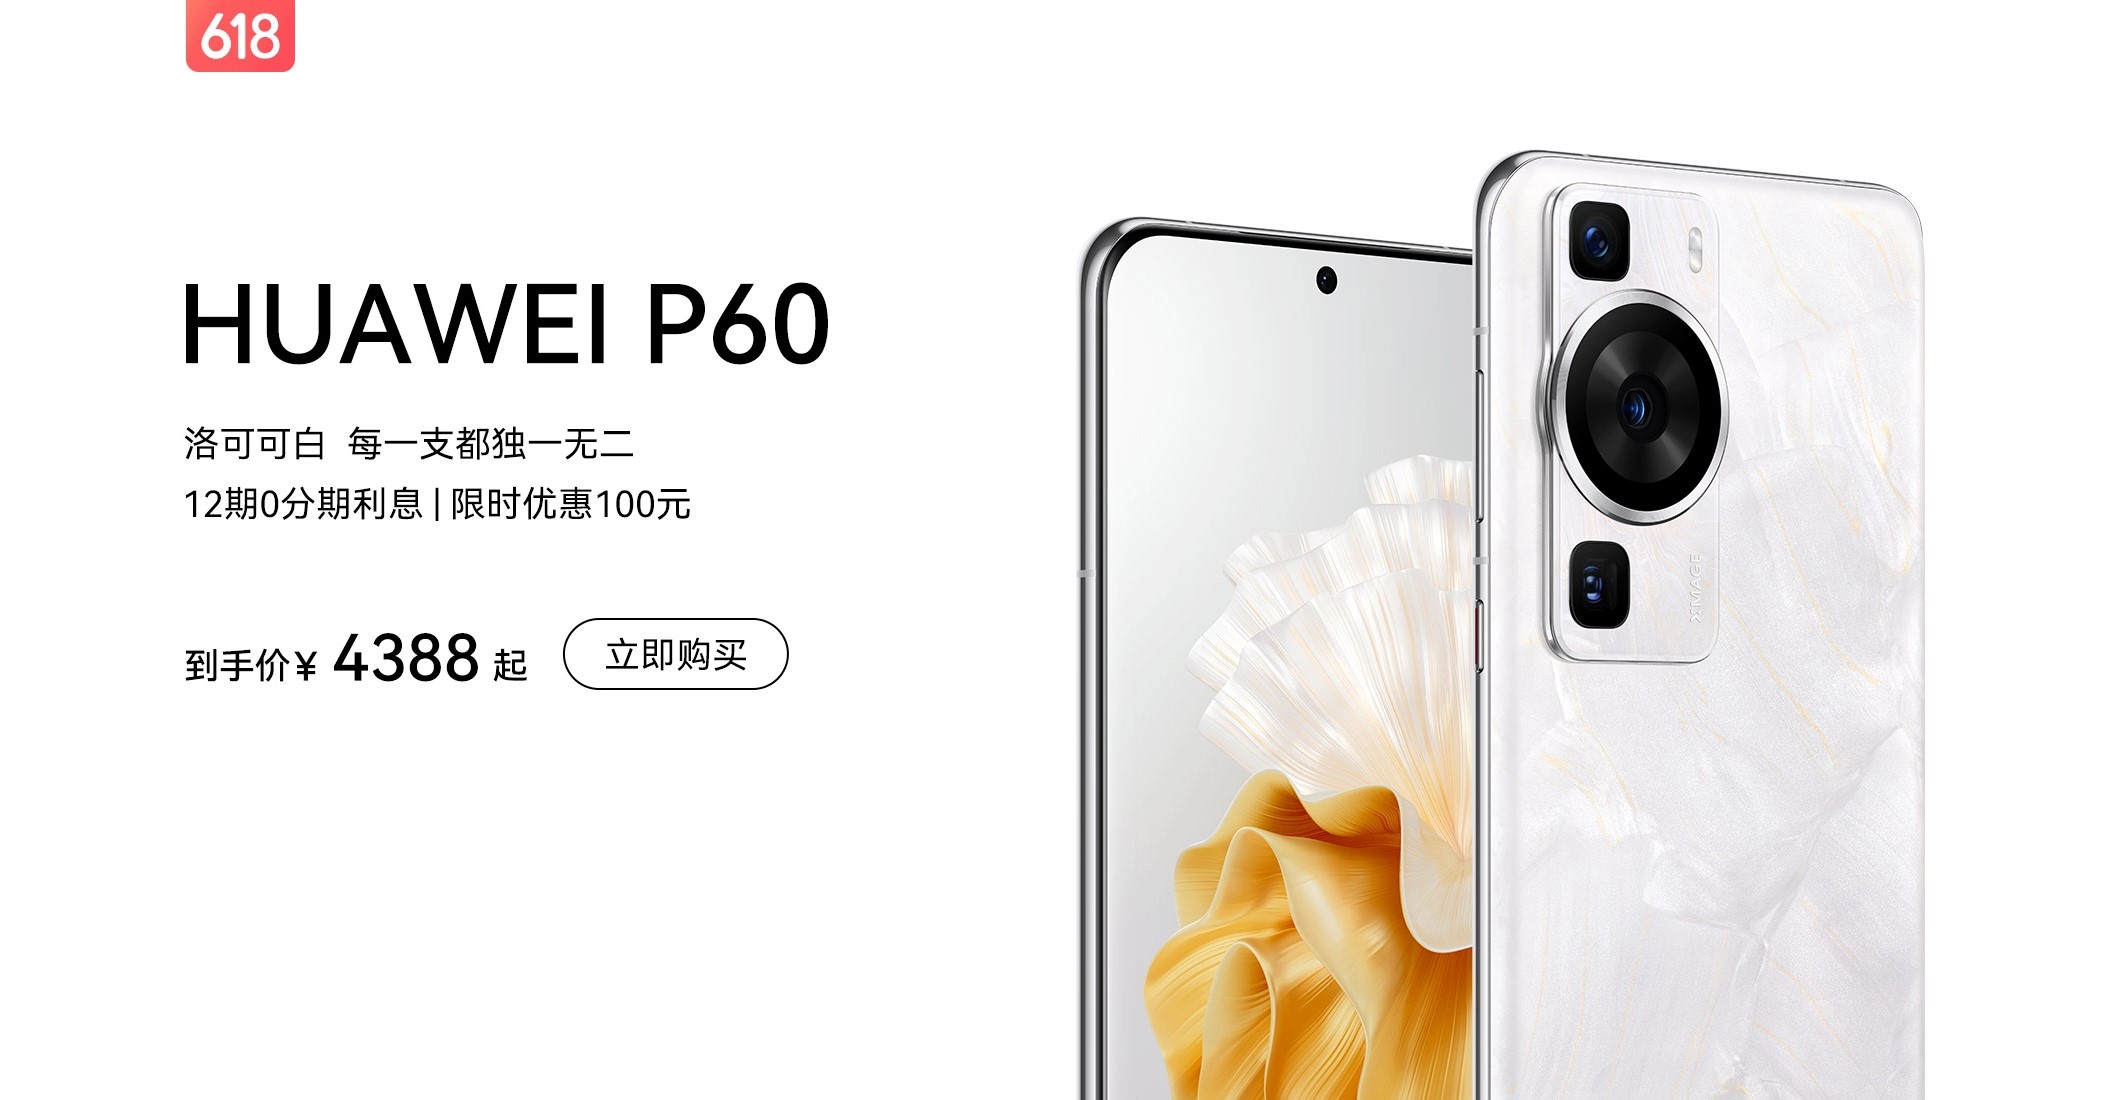 618
HUAWEI P60
洛可可白 每一支都独一无二
12期0分期利息 | 限时优惠100元
到手价¥ 4388 起
立即购买
XMAGE